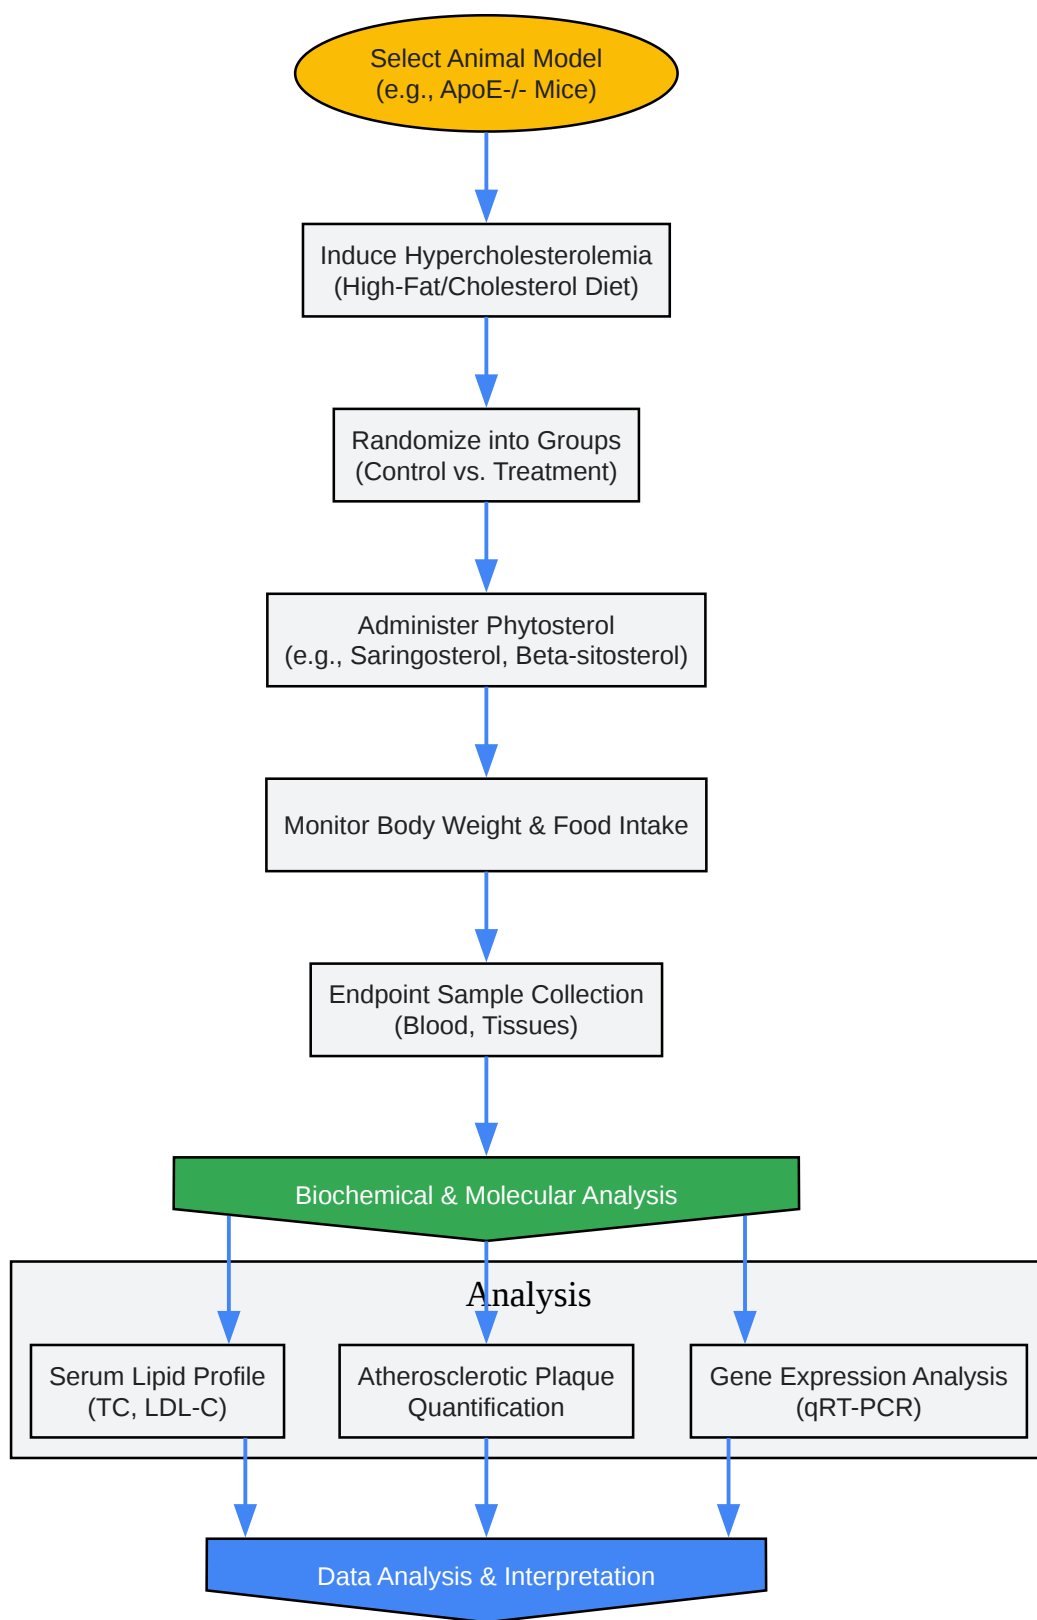 Select Animal Model
(e.g., ApoE-/- Mice)
Induce Hypercholesterolemia
(High-Fat/Cholesterol Diet)
Randomize into Groups
(Control vs. Treatment)
Administer Phytosterol
(e.g., Saringosterol, Beta-sitosterol)
Monitor Body Weight & Food Intake
Endpoint Sample Collection
(Blood, Tissues)
Biochemical & Molecular Analysis
Analysis
Serum Lipid Profile
(TC, LDL-C)
Atherosclerotic Plaque
Quantification
Gene Expression Analysis
(qRT-PCR)
Data Analysis & Interpretation